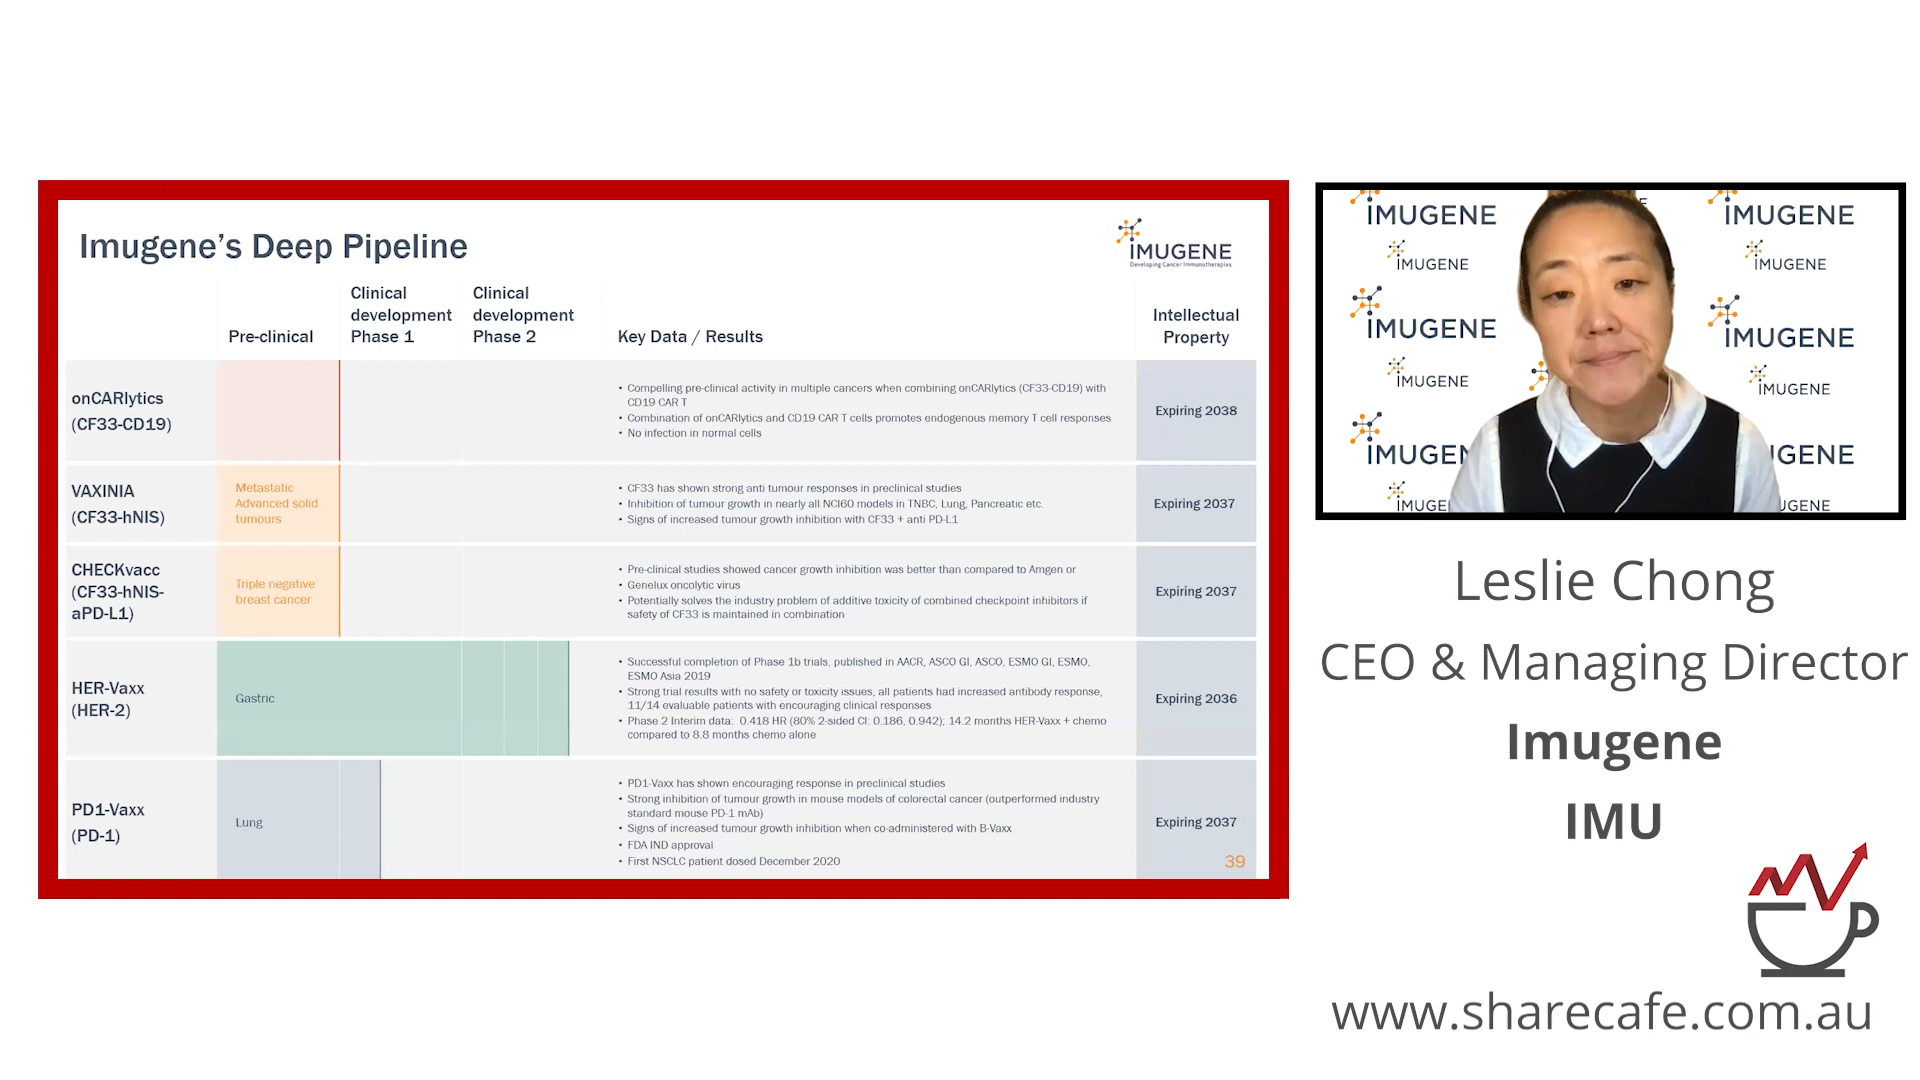 Imugene’s Deep Pipeline
IMUGENE
Developing Cancer Immunotherapies
Pre-clinical
Clinical
development
Phase 1
Clinical
development
Phase 2
Key Data / Results
Intellectual
Property
onCARlytics
(CF33-CD19)
• Compelling pre-clinical activity in multiple cancers when combining onCARlytics (CF33-CD19) with
CD19 CAR T
• Combination of onCARlytics and CD19 CAR T cells promotes endogenous memory T cell responses
• No infection in normal cells
Expiring 2038
VAXINIA
(CF33-hNIS)
Metastatic
Advanced solid
tumours
• CF33 has shown strong anti tumour responses in preclinical studies
• Inhibition of tumour growth in nearly all NCI60 models in TNBC, Lung, Pancreatic etc.
• Signs of increased tumour growth inhibition with CF33 + anti PD-L1
Expiring 2037
CHECKvacc
(CF33-hNIS-
aPD-L1)
Triple negative
breast cancer
• Pre-clinical studies showed cancer growth inhibition was better than compared to Amgen or
• Genelux oncolytic virus
• Potentially solves the industry problem of additive toxicity of combined checkpoint inhibitors if
safety of CF33 is maintained in combination
Expiring 2037
HER-Vaxx
(HER-2)
Gastric
• Successful completion of Phase 1b trials, published in AACR, ASCO GI, ASCO, ESMO GI, ESMO,
ESMO Asia 2019
• Strong trial results with no safety or toxicity issues, all patients had increased antibody response,
11/14 evaluable patients with encouraging clinical responses
• Phase 2 Interim data: 0.418 HR (80% 2-sided CI: 0.186, 0.942); 14.2 months HER-Vaxx + chemo
compared to 8.8 months chemo alone
Expiring 2036
PD1-Vaxx
(PD-1)
Lung
• PD1-Vaxx has shown encouraging response in preclinical studies
• Strong inhibition of tumour growth in mouse models of colorectal cancer (outperformed industry
standard mouse PD-1 mAb)
• Signs of increased tumour growth inhibition when co-administered with B-Vaxx
• FDA IND approval
• First NSCLC patient dosed December 2020
Expiring 2037
39
IMUGENE
IMUGENE
IMUGENE
IMUGENE
IMUGENE
IMUGENE
IMUGENE
IMUGENE
IMUGEN
UGENE
IMUGE
UGENE
Leslie Chong
CEO & Managing Director
Imugene
IMU
www.sharecafe.com.au